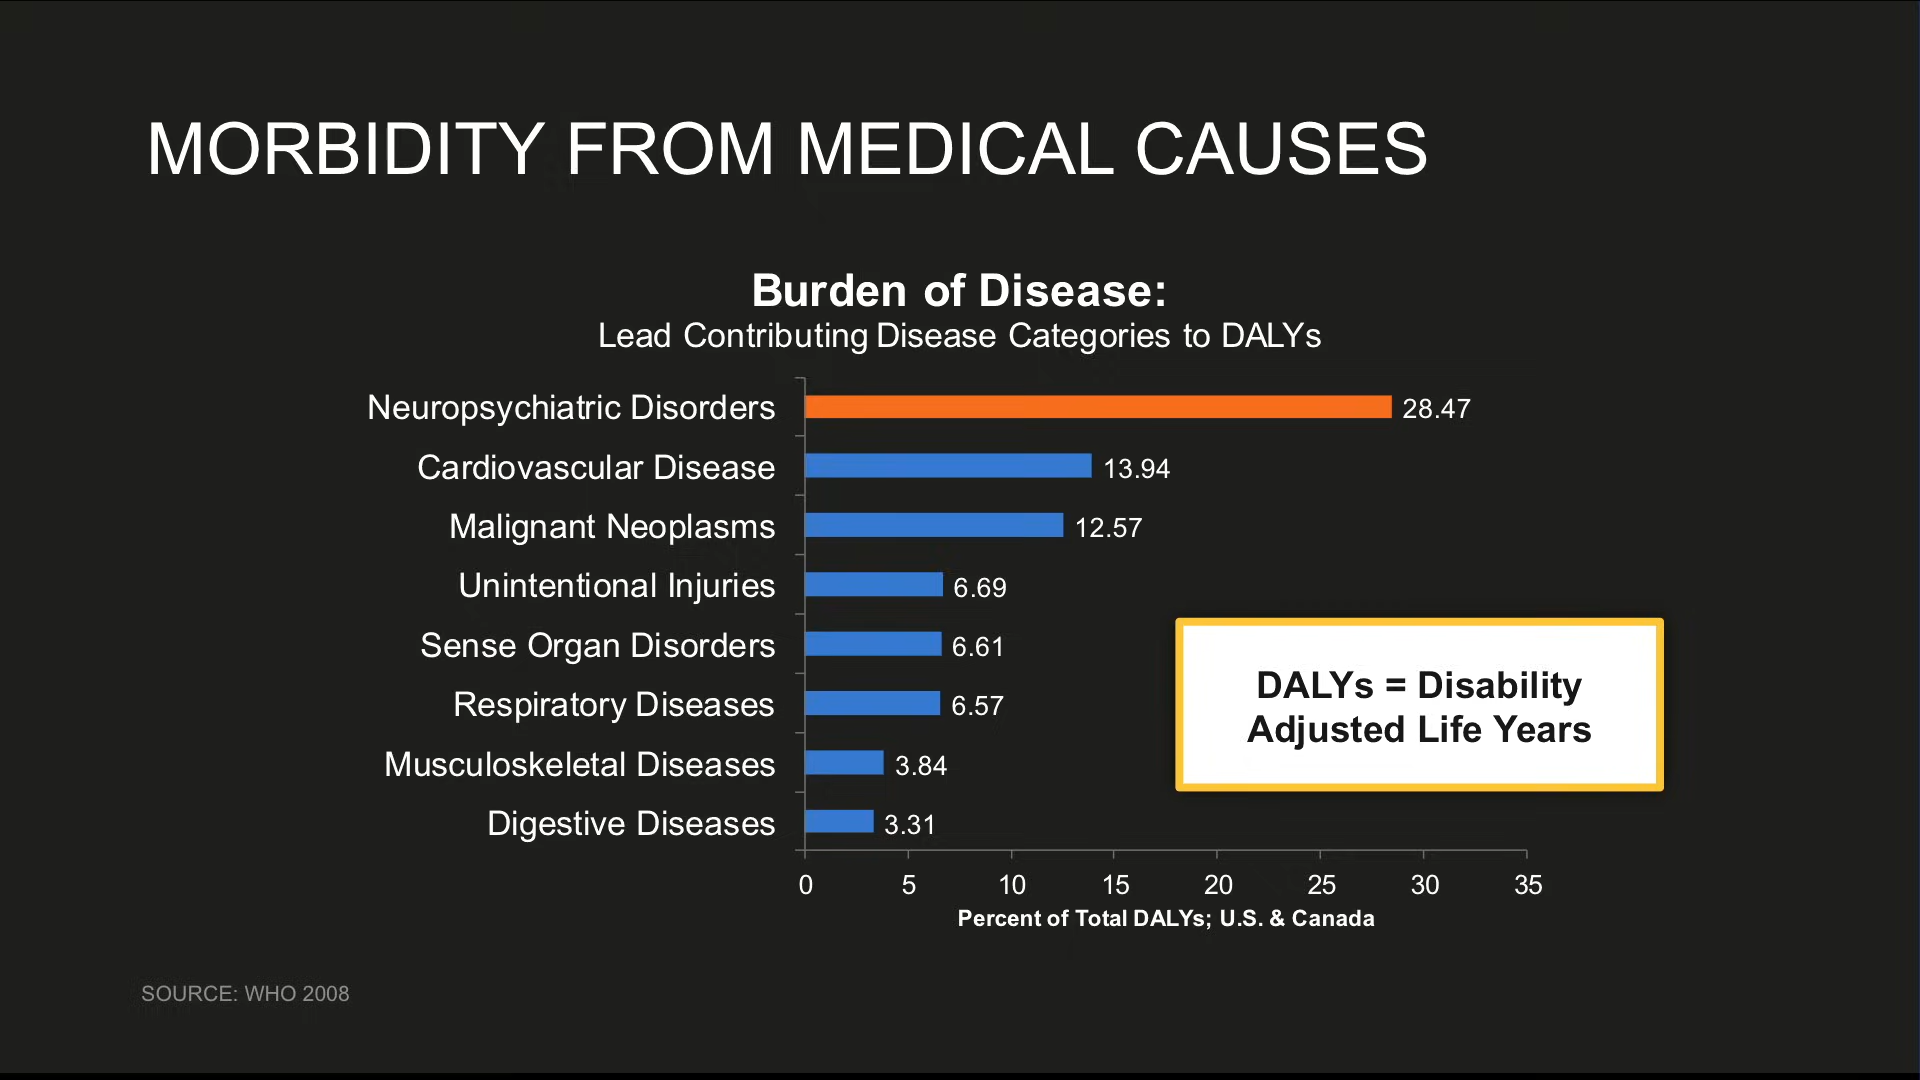 MORBIDITY FROM MEDICAL CAUSES
Burden of Disease:
Lead Contributing Disease Categories to DALYs
Neuropsychiatric Disorders 28.47
Cardiovascular Disease 13.94
Malignant Neoplasms 12.57
Unintentional Injuries 6.69
Sense Organ Disorders 6.61
Respiratory Diseases 6.57
Musculoskeletal Diseases 3.84
Digestive Diseases 3.31
DALYs = Disability
Adjusted Life Years
0 5 10 15 20 25 30 35
Percent of Total DALYs; U.S. & Canada
SOURCE: WHO 2008